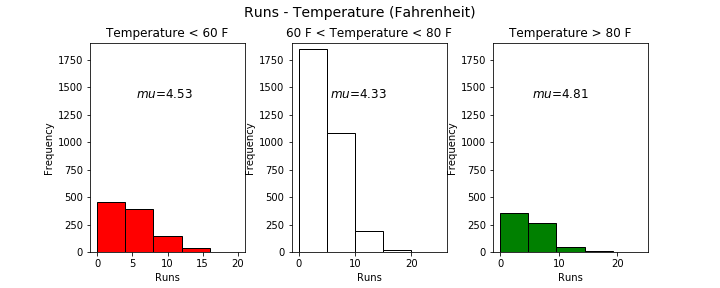 Runs - Temperature (Fahrenheit)
Temperature < 60 F
60 F < Temperature < 80 F
Temperature > 80 F
1750
1500
1250
1000
750
500
250
0
Frequency
mu=4.53
0 5 10 15 20
Runs
1750
1500
1250
1000
750
500
250
0
Frequency
mu=4.33
0 10 20
Runs
1750
1500
1250
1000
750
500
250
0
Frequency
mu=4.81
0 10 20
Runs